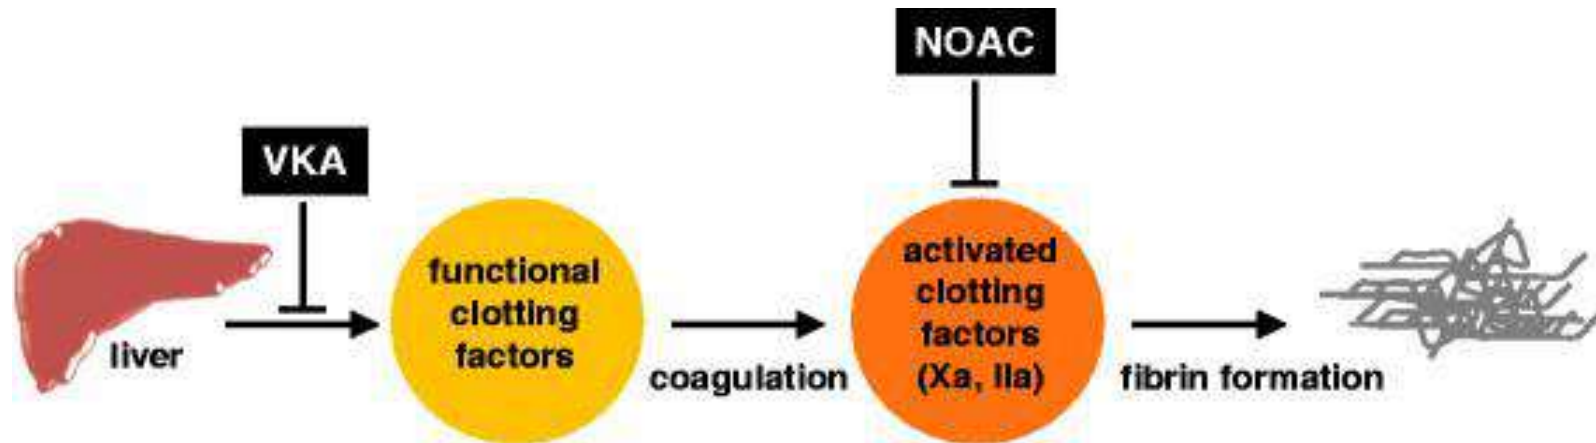 NOAC
VKA
liver
functional
clotting
factors
coagulation
activated
clotting
factors
(Xa, IIa)
fibrin formation